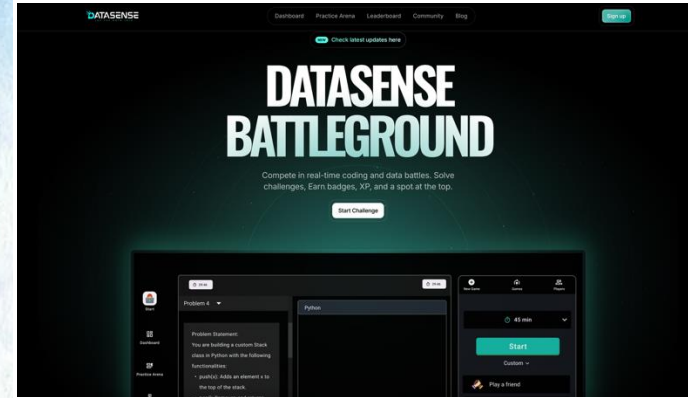 DATASENSE
Dashboard Practice Arena Leaderboard Community Blog
Sign up
NEW Check latest updates here
DATASENSE
BATTLEGROUND
Compete in real-time coding and data battles. Solve
challenges, Earn badges, XP, and a spot at the top.
Start Challenge
Start
Dashboard
Practice Arena
Problem 4
Problem Statement:
You are building a custom Stack
class in Python with the following
functionalities:
- push(x): Adds an element x to
the top of the stack.
Python
New Game Games Players
45 min
Start
Custom
Play a friend